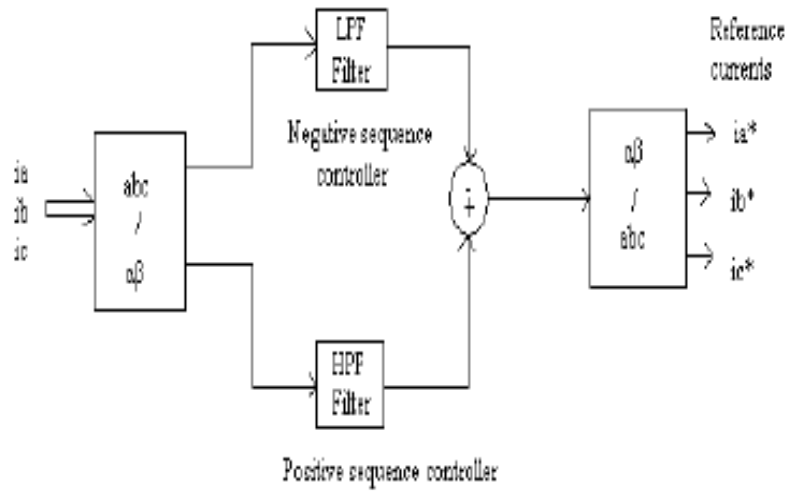 ia
ib
ic
abc
/
αβ
LPF
Filter
Negative sequence
controller
HPF
Filter
Positive sequence controller
+
αβ
/
abc
Reference
currents
ia*
ib*
ic*